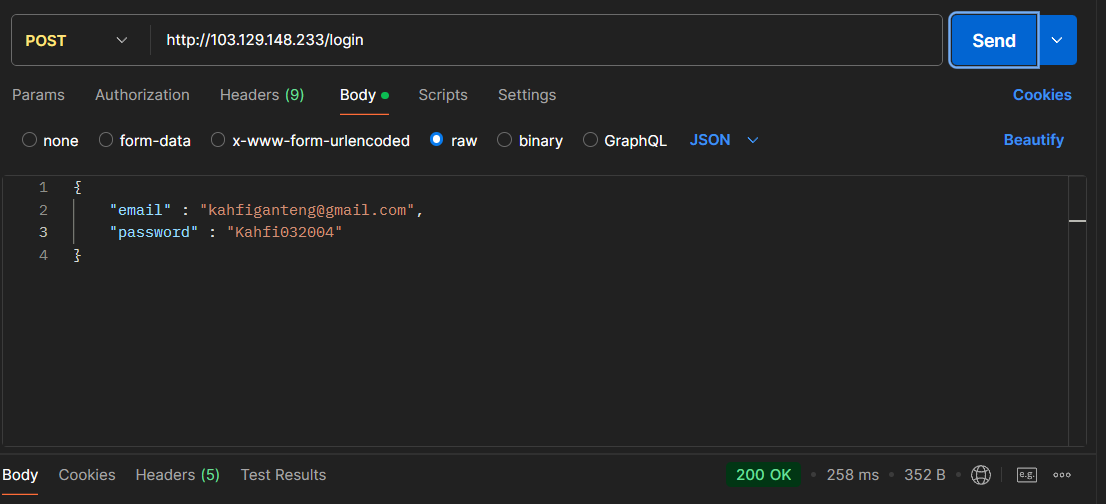 POST http://103.129.148.233/login Send
Params Authorization Headers (9) Body Scripts Settings Cookies
none form-data x-www-form-urlencoded raw binary GraphQL JSON Beautify
1 {
2 "email" : "kahfiganteng@gmail.com",
3 "password" : "Kahfi032004"
4 }
Body Cookies Headers (5) Test Results 200 OK 258 ms 352 B e.g.